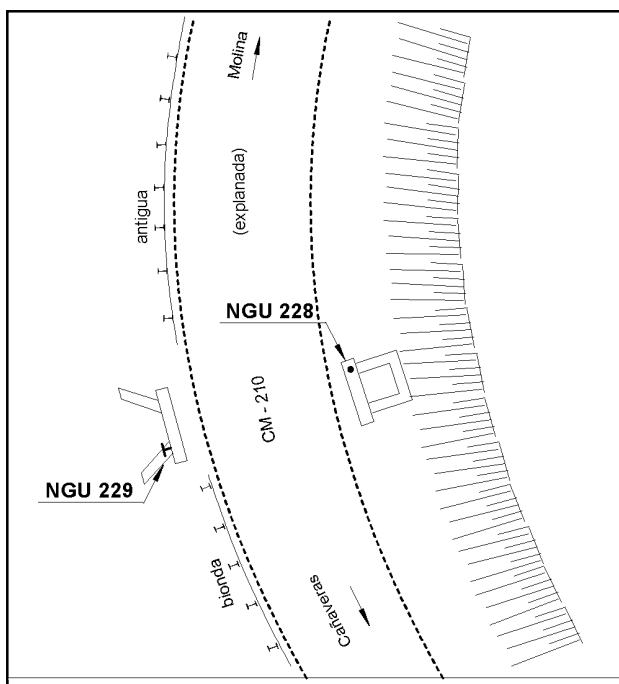 Molina
(explanada)
antigua
NGU 228
CM - 210
NGU 229
bionda
Cañaveras